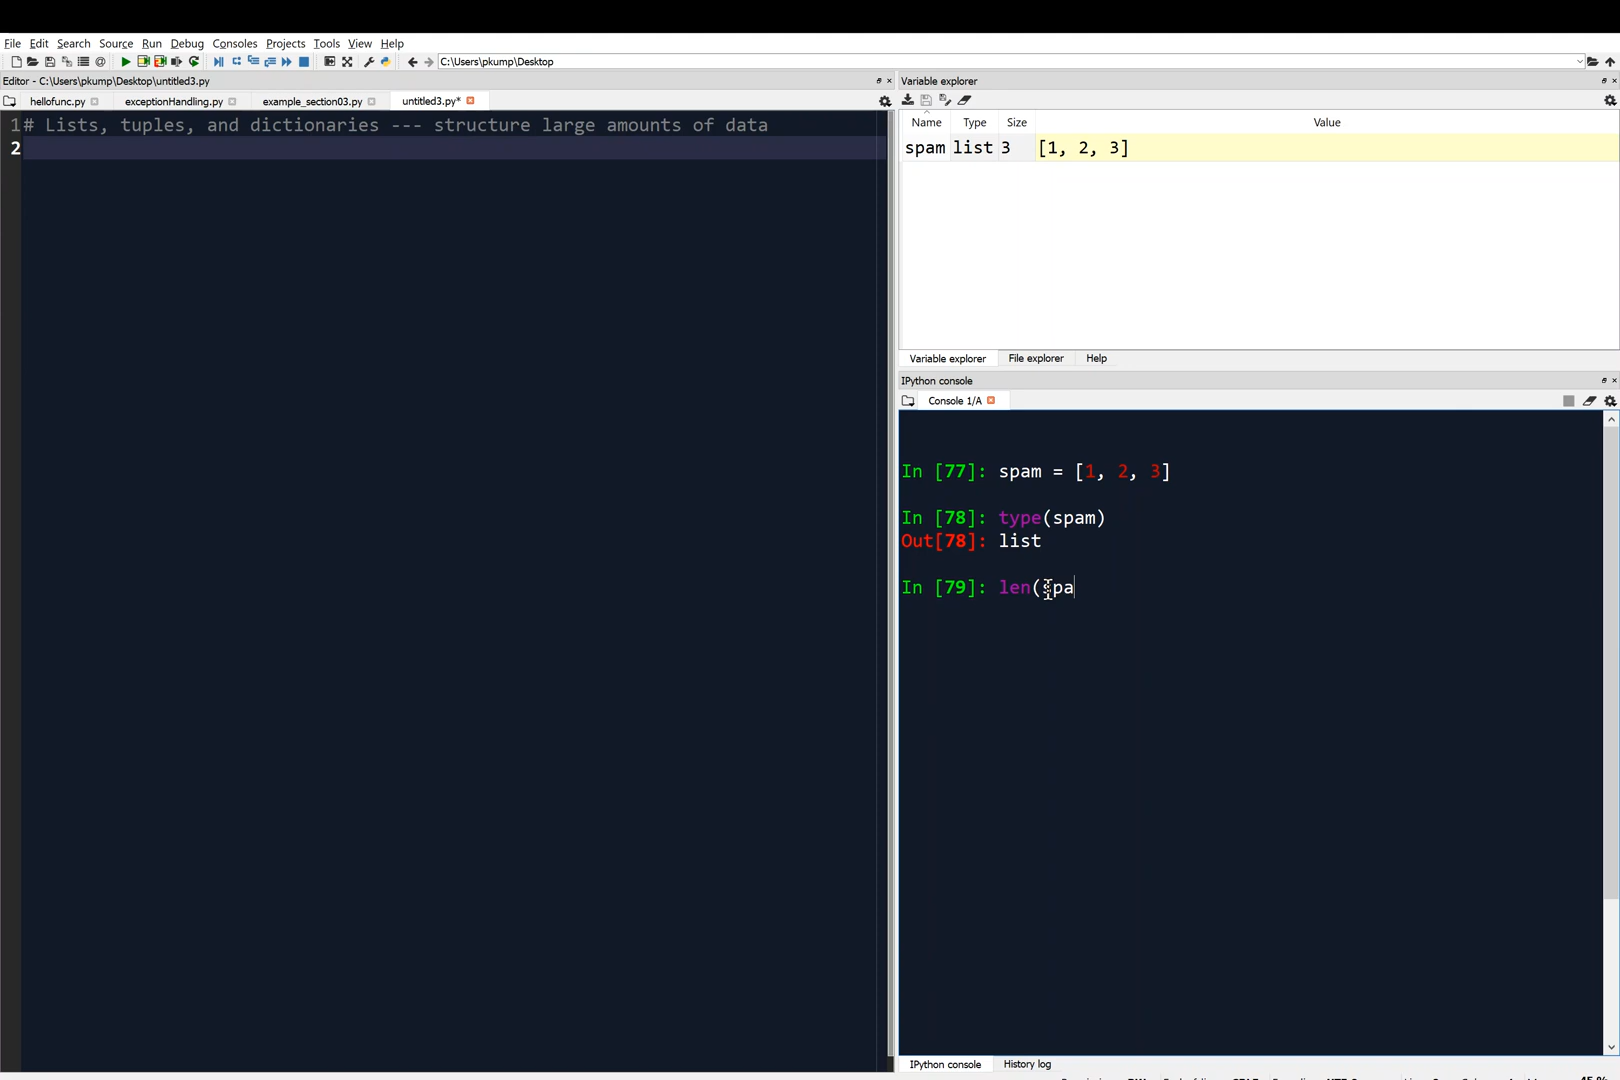 File Edit Search Source Run Debug Consoles Projects Tools View Help
C:\Users\pkump\Desktop
Editor - C:\Users\pkump\Desktop\untitled3.py
hellofunc.py exceptionHandling.py example_section03.py untitled3.py*
1 # Lists, tuples, and dictionaries --- structure large amounts of data
2
Variable explorer
Name Type Size Value
spam list 3 [1, 2, 3]
Variable explorer File explorer Help
IPython console
Console 1/A
In [77]: spam = [1, 2, 3]
In [78]: type(spam)
Out[78]: list
In [79]: len(spa
IPython console History log